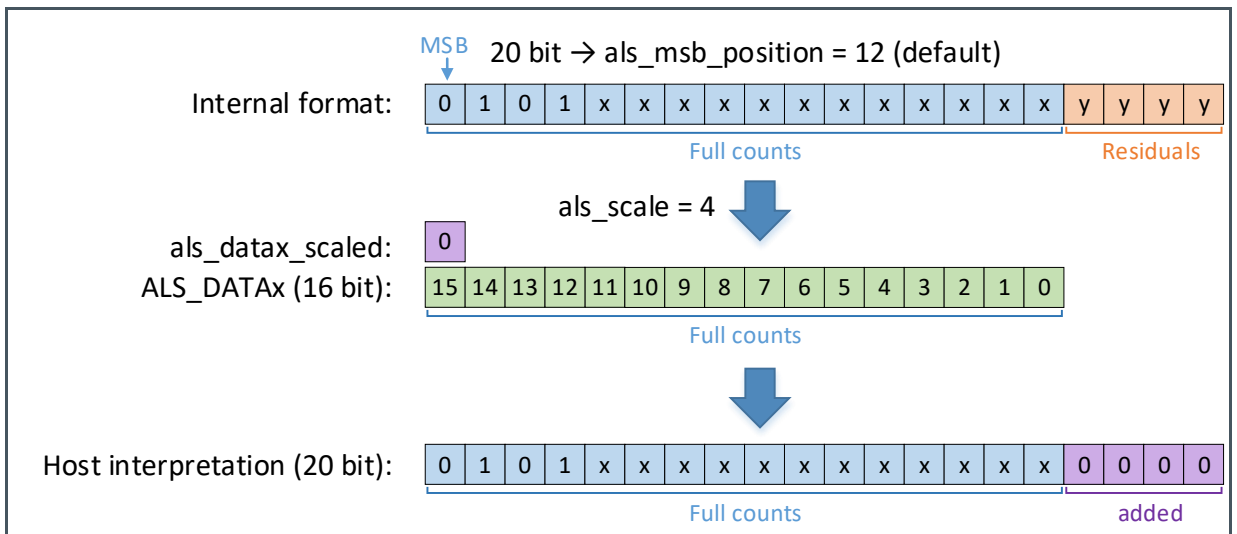 MSB
20 bit → als_msb_position = 12 (default)
Internal format: 0 1 0 1 x x x x x x x x x x x x y y y y
Full counts Residuals
als_scale = 4
als_datax_scaled: 0
ALS_DATAx (16 bit): 15 14 13 12 11 10 9 8 7 6 5 4 3 2 1 0
Full counts
Host interpretation (20 bit): 0 1 0 1 x x x x x x x x x x x x 0 0 0 0
Full counts added